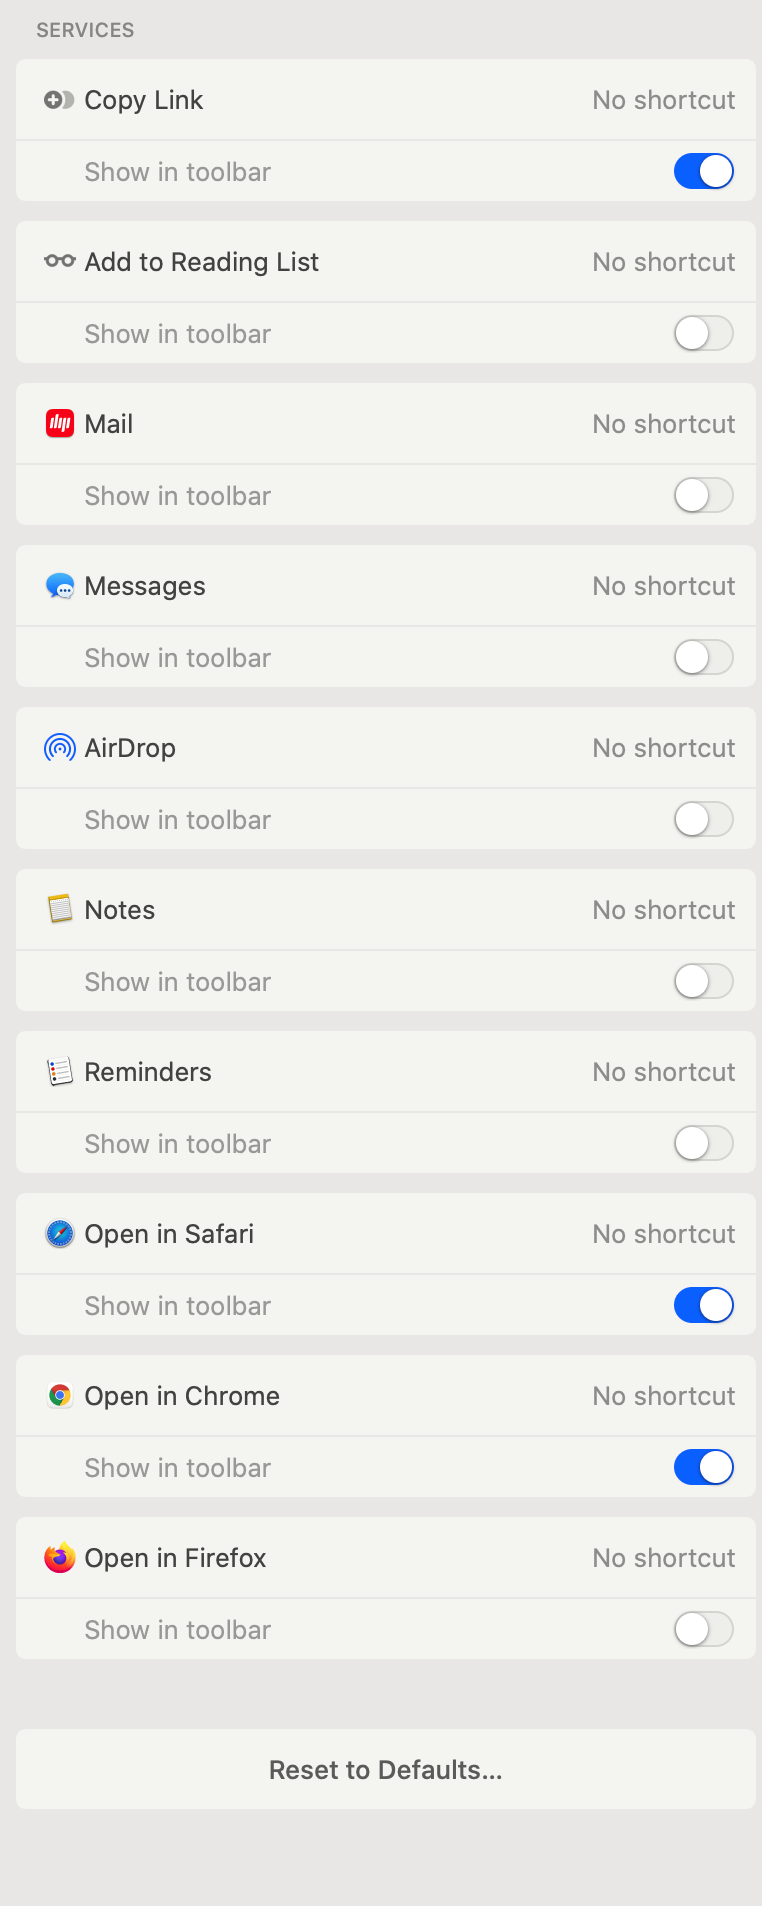 SERVICES
Copy Link No shortcut
Show in toolbar
Add to Reading List No shortcut
Show in toolbar
Mail No shortcut
Show in toolbar
Messages No shortcut
Show in toolbar
AirDrop No shortcut
Show in toolbar
Notes No shortcut
Show in toolbar
Reminders No shortcut
Show in toolbar
Open in Safari No shortcut
Show in toolbar
Open in Chrome No shortcut
Show in toolbar
Open in Firefox No shortcut
Show in toolbar
Reset to Defaults...